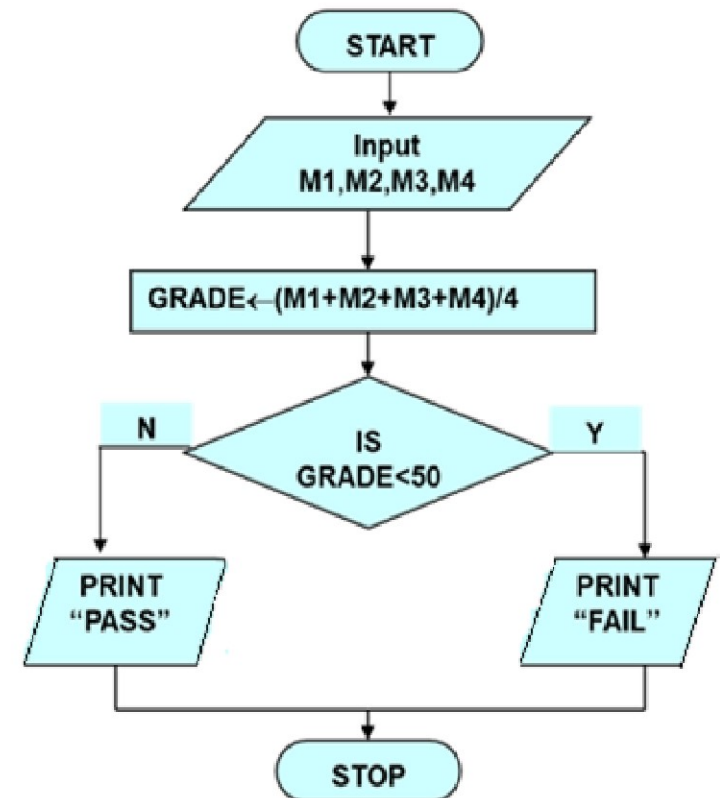 START
Input
M1,M2,M3,M4
GRADE←(M1+M2+M3+M4)/4
N
IS
GRADE<50
Y
PRINT
“PASS”
PRINT
“FAIL”
STOP